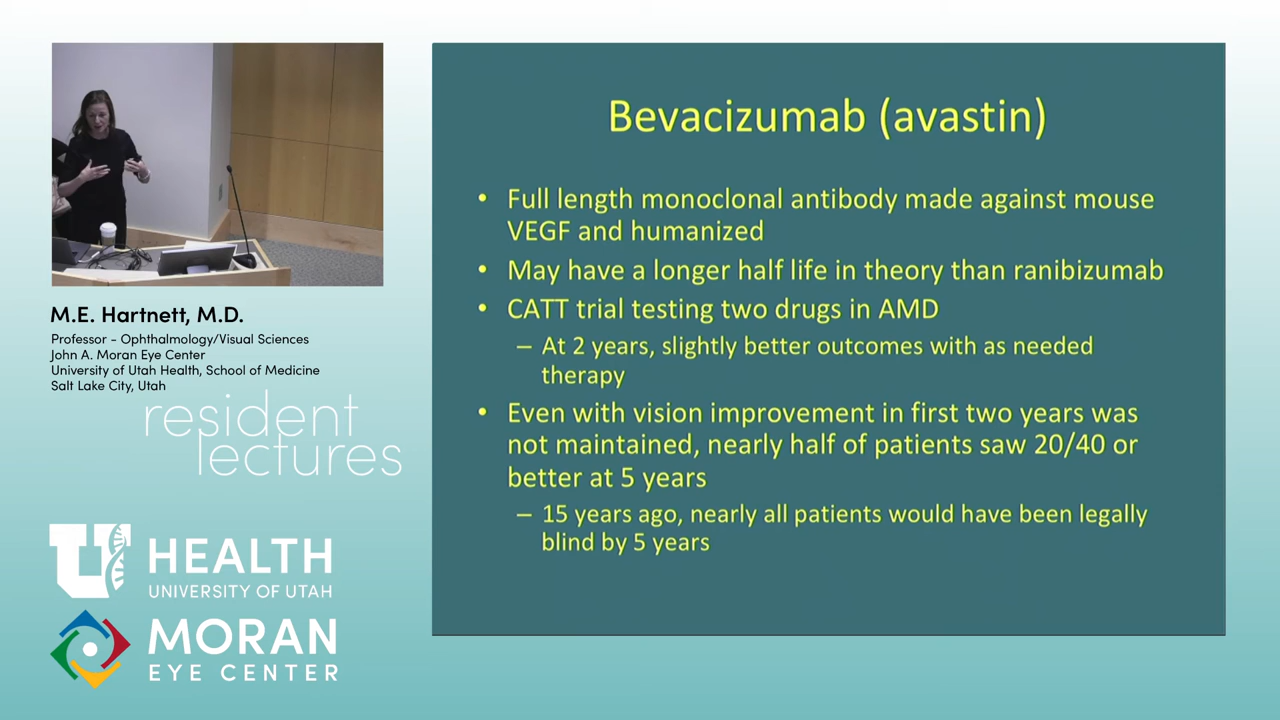 Bevacizumab (avastin)
• Full length monoclonal antibody made against mouse
VEGF and humanized
• May have a longer half life in theory than ranibizumab
• CATT trial testing two drugs in AMD
– At 2 years, slightly better outcomes with as needed
therapy
• Even with vision improvement in first two years was
not maintained, nearly half of patients saw 20/40 or
better at 5 years
– 15 years ago, nearly all patients would have been legally
blind by 5 years
M.E. Hartnett, M.D.
Professor - Ophthalmology/Visual Sciences
John A. Moran Eye Center
University of Utah Health, School of Medicine
Salt Lake City, Utah
resident
lectures
U HEALTH
UNIVERSITY OF UTAH
MORAN
EYE CENTER